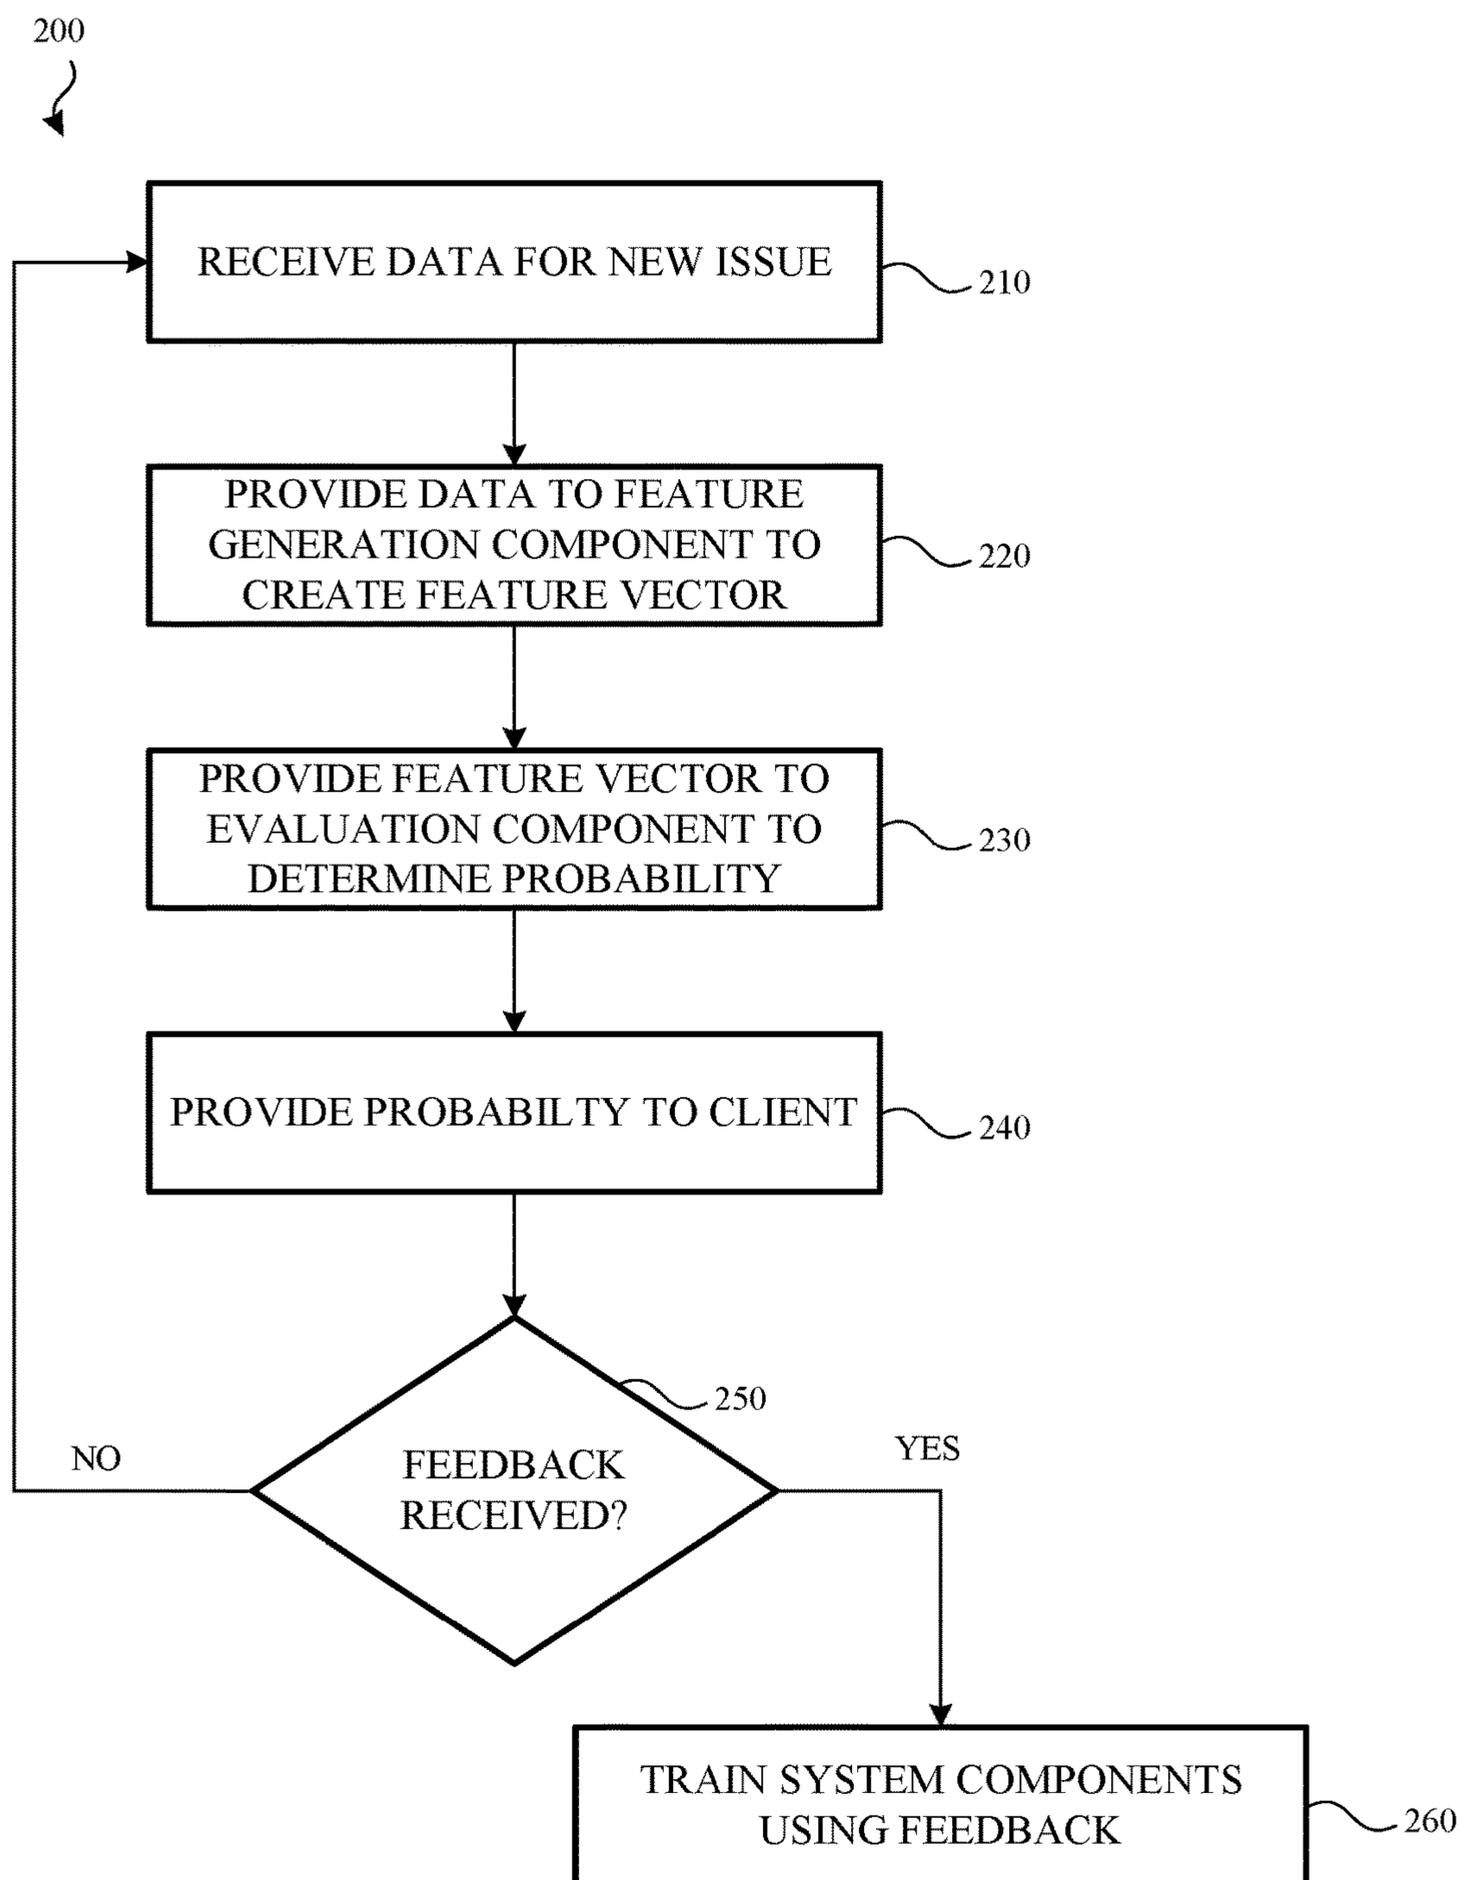 200
RECEIVE DATA FOR NEW ISSUE
210
PROVIDE DATA TO FEATURE
GENERATION COMPONENT TO
CREATE FEATURE VECTOR
220
PROVIDE FEATURE VECTOR TO
EVALUATION COMPONENT TO
DETERMINE PROBABILITY
230
PROVIDE PROBABILTY TO CLIENT
240
250
NO
YES
FEEDBACK
RECEIVED?
TRAIN SYSTEM COMPONENTS
USING FEEDBACK
260